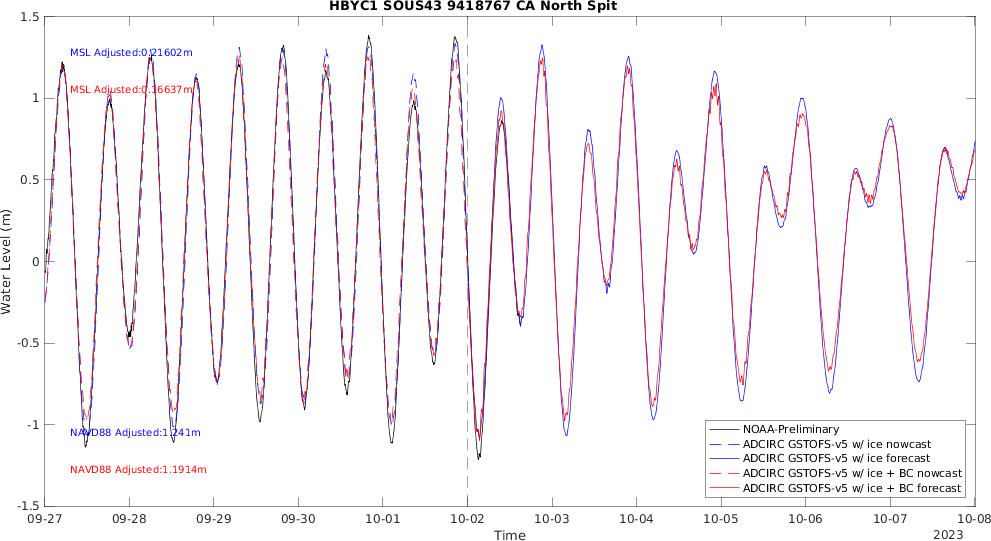 HBYC1 SOUS43 9418767 CA North Spit
1.5
1
0.5
0
-0.5
-1
-1.5
Water Level (m)
MSL Adjusted:0.21602m
MSL Adjusted:0.16637m
NAVD88 Adjusted:1.241m
NAVD88 Adjusted:1.1914m
NOAA-Preliminary
ADCIRC GSTOFS-v5 w/ ice nowcast
ADCIRC GSTOFS-v5 w/ ice forecast
ADCIRC GSTOFS-v5 w/ ice + BC nowcast
ADCIRC GSTOFS-v5 w/ ice + BC forecast
09-27 09-28 09-29 09-30 10-01 10-02 10-03 10-04 10-05 10-06 10-07 10-08
Time
2023